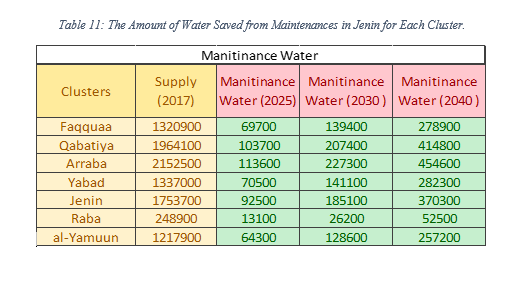 Table 11: The Amount of Water Saved from Maintenances in Jenin for Each Cluster.
Manitinance Water
Clusters Supply (2017) Manitinance Water (2025) Manitinance Water (2030 ) Manitinance Water (2040 )
Faqquaa 1320900 69700 139400 278900
Qabatiya 1964100 103700 207400 414800
Arraba 2152500 113600 227300 454600
Yabad 1337000 70500 141100 282300
Jenin 1753700 92500 185100 370300
Raba 248900 13100 26200 52500
al-Yamuun 1217900 64300 128600 257200